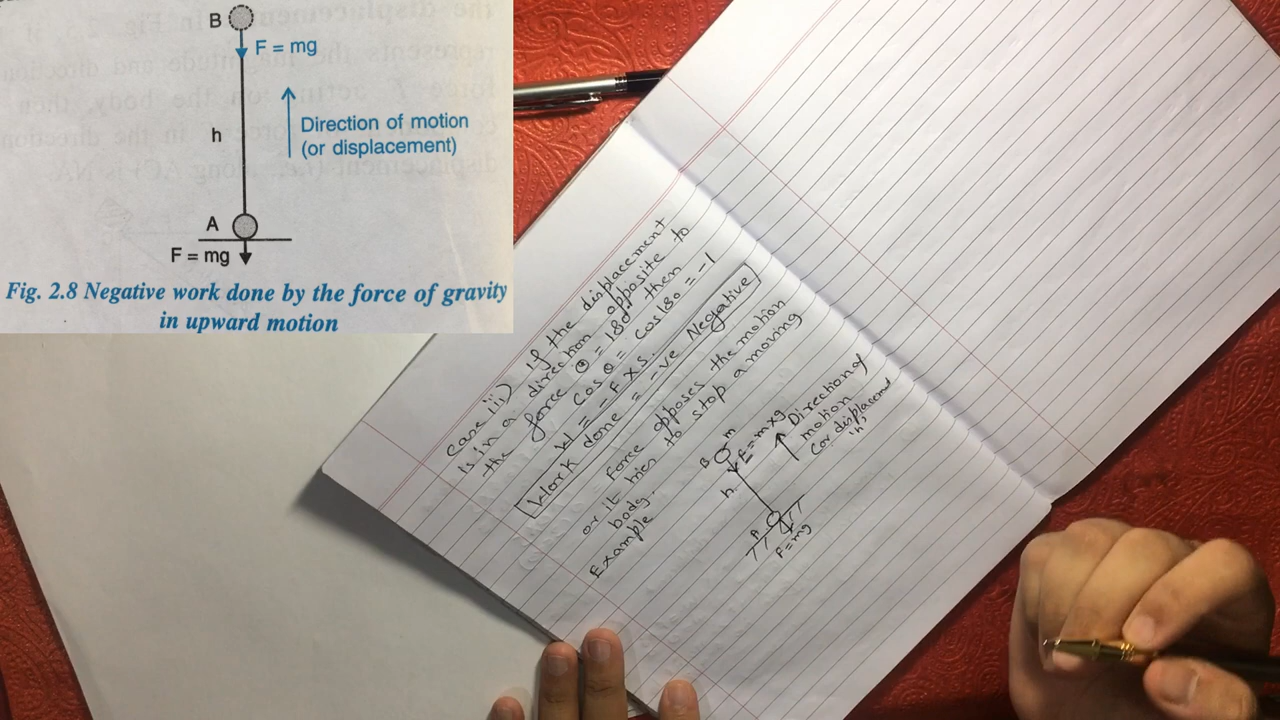 B
F = mg
h
Direction of motion
(or displacement)
A
F = mg
Fig. 2.8 Negative work done by the force of gravity
in upward motion
case iii) If the displacement
is in a direction opposite to
the force θ = 180° then
cos θ = cos180 = -1
W = -F × S.
Work done = -ve Negative
Force opposes the motion
or it tries to stop a moving
body.
Example
B m
F = m×g
h
Direction of
motion
(or displacement
'h'
A
F = mg